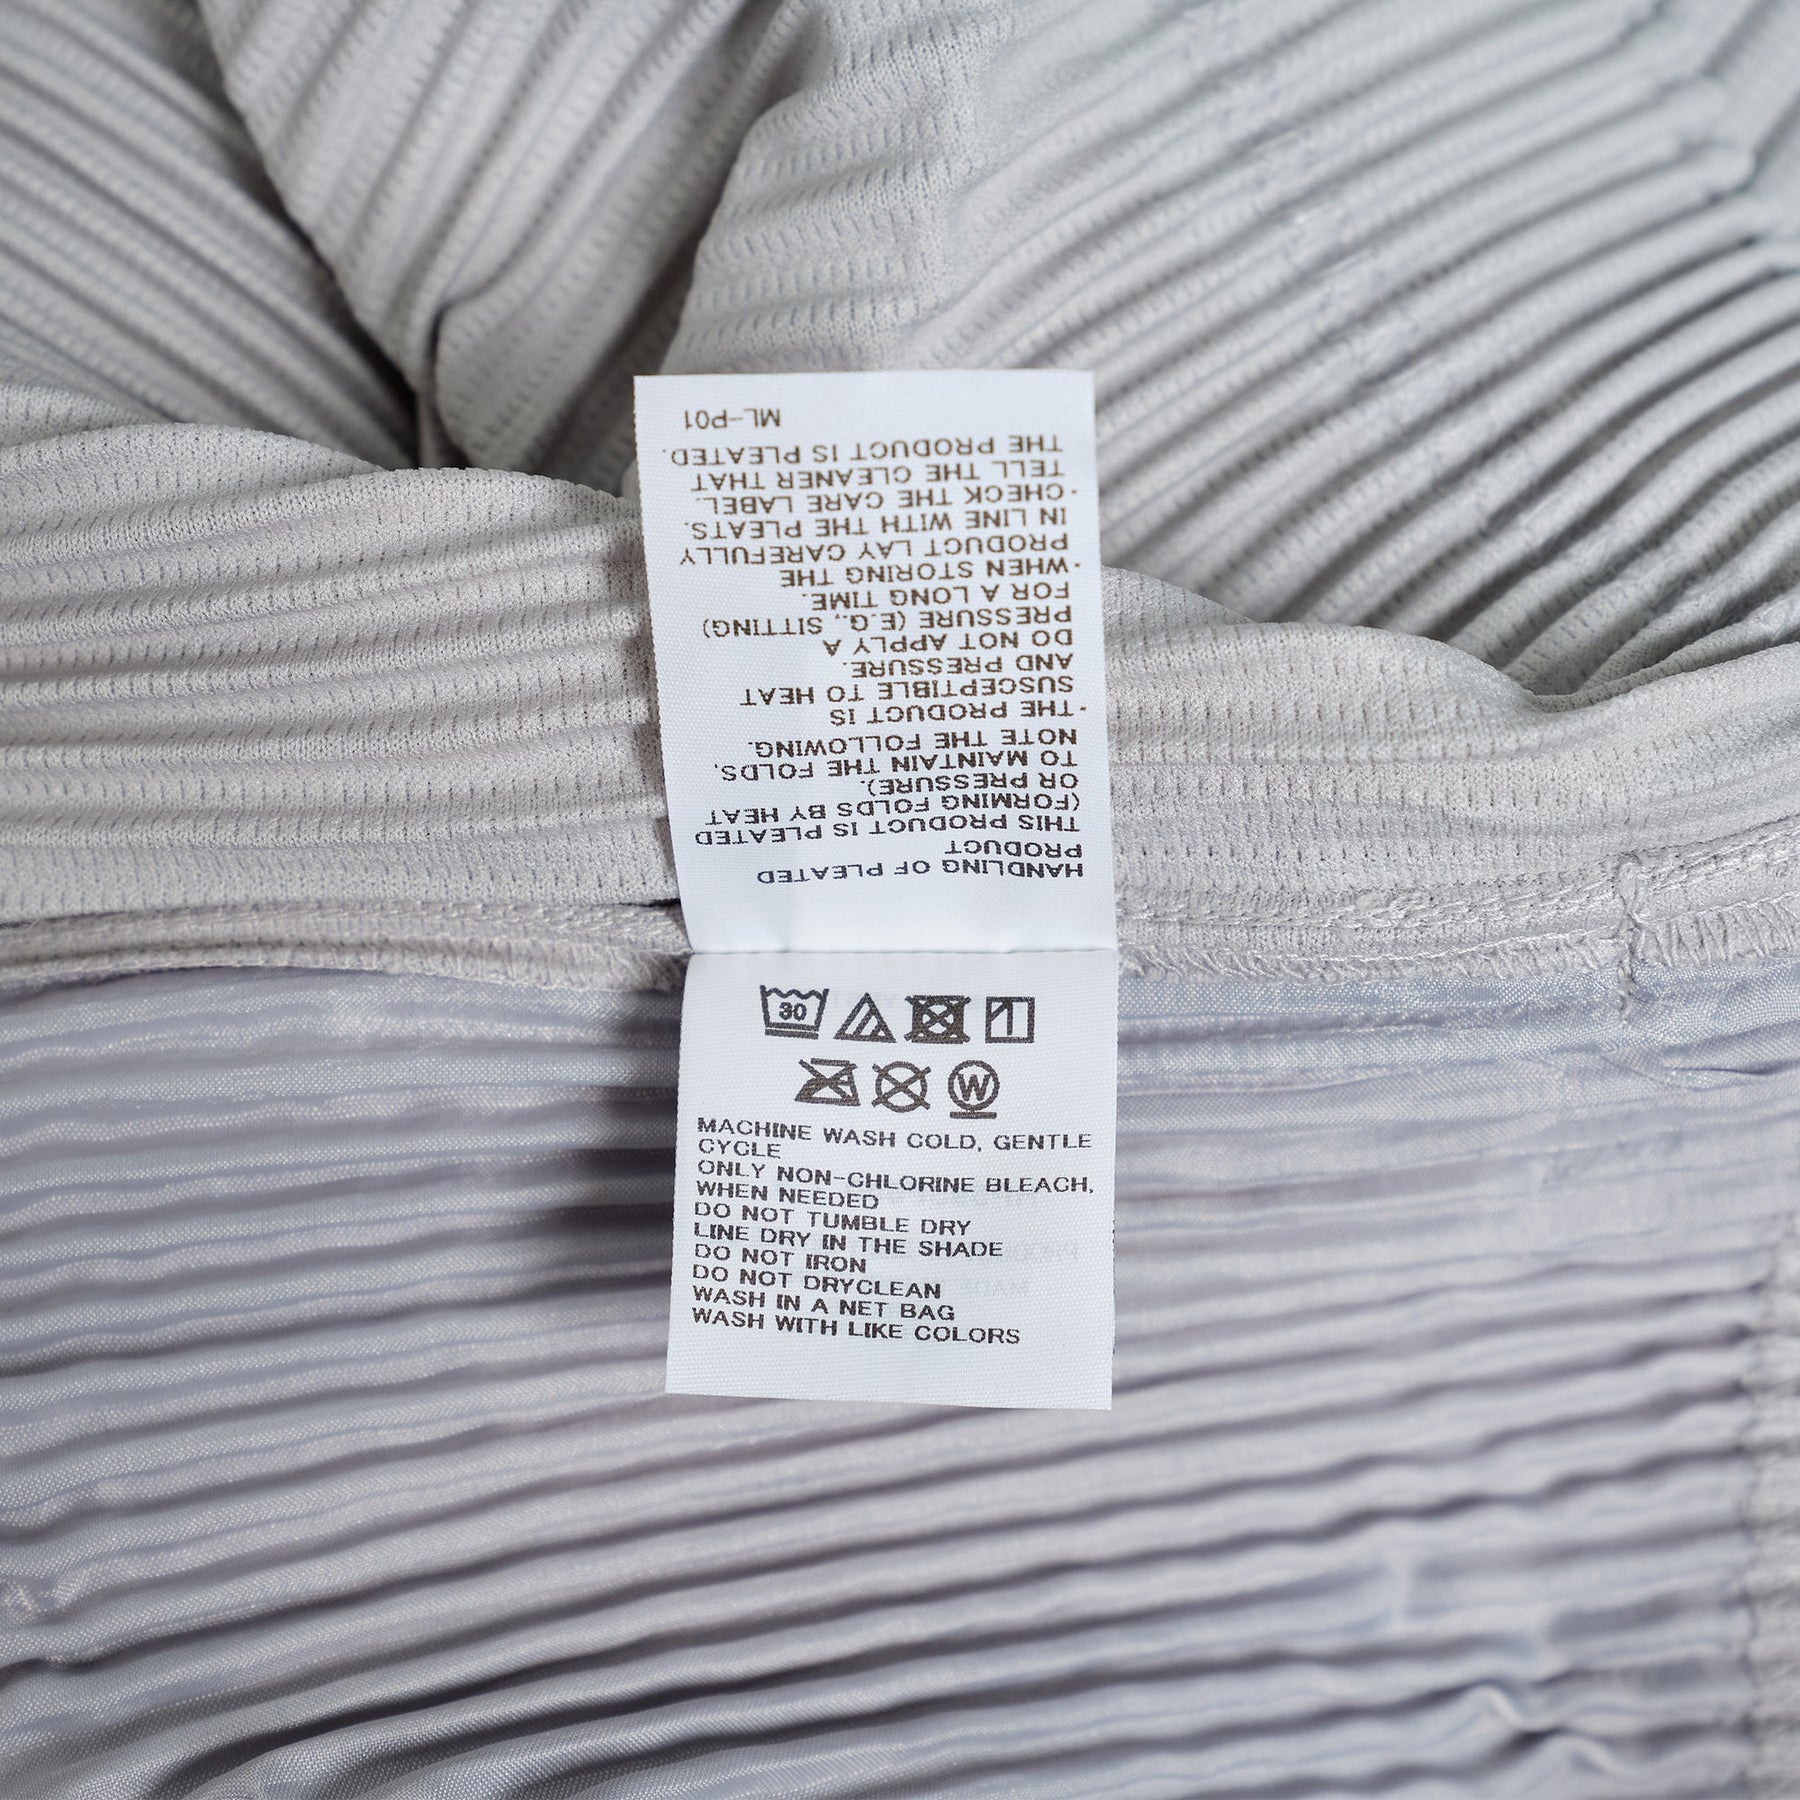 HANDLING OF PLEATED
PRODUCT
THIS PRODUCT IS PLEATED
(FORMING FOLDS BY HEAT
OR PRESSURE).
TO MAINTAIN THE FOLDS,
NOTE THE FOLLOWING.
・THE PRODUCT IS
SUSCEPTIBLE TO HEAT
AND PRESSURE.
DO NOT APPLY A
PRESSURE (E.G., SITTING)
FOR A LONG TIME.
・WHEN STORING THE
PRODUCT LAY CAREFULLY
IN LINE WITH THE PLEATS.
・CHECK THE CARE LABEL.
TELL THE CLEANER THAT
THE PRODUCT IS PLEATED.
ML-P01
30
W
MACHINE WASH COLD, GENTLE
CYCLE
ONLY NON-CHLORINE BLEACH,
WHEN NEEDED
DO NOT TUMBLE DRY
LINE DRY IN THE SHADE
DO NOT IRON
DO NOT DRYCLEAN
WASH IN A NET BAG
WASH WITH LIKE COLORS